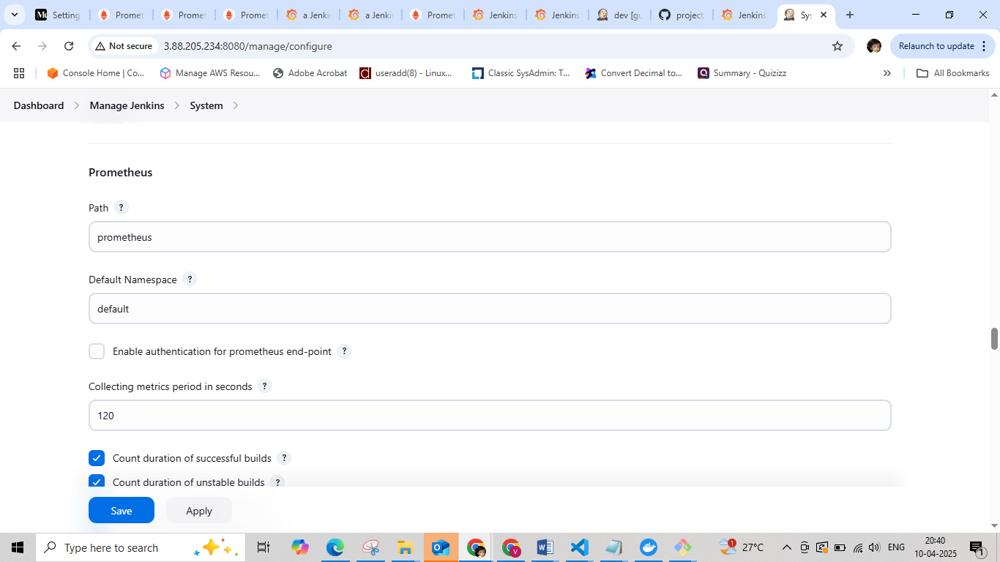 Setting
Promet
Promet
Promet
a Jenki
a Jenki
Promet
Jenkins
Jenkins
dev [gu
project
Jenkins
Sys
Not secure
3.88.205.234:8080/manage/configure
Relaunch to update
Console Home | Co...
Manage AWS Resou...
Adobe Acrobat
useradd(8) - Linux...
Classic SysAdmin: T...
Convert Decimal to...
Summary - Quizizz
All Bookmarks
Dashboard
Manage Jenkins
System
Prometheus
Path ?
prometheus
Default Namespace ?
default
Enable authentication for prometheus end-point ?
Collecting metrics period in seconds ?
120
Count duration of successful builds ?
Count duration of unstable builds ?
Save
Apply
Type here to search
1
27°C
ENG
20:40
10-04-2025
1